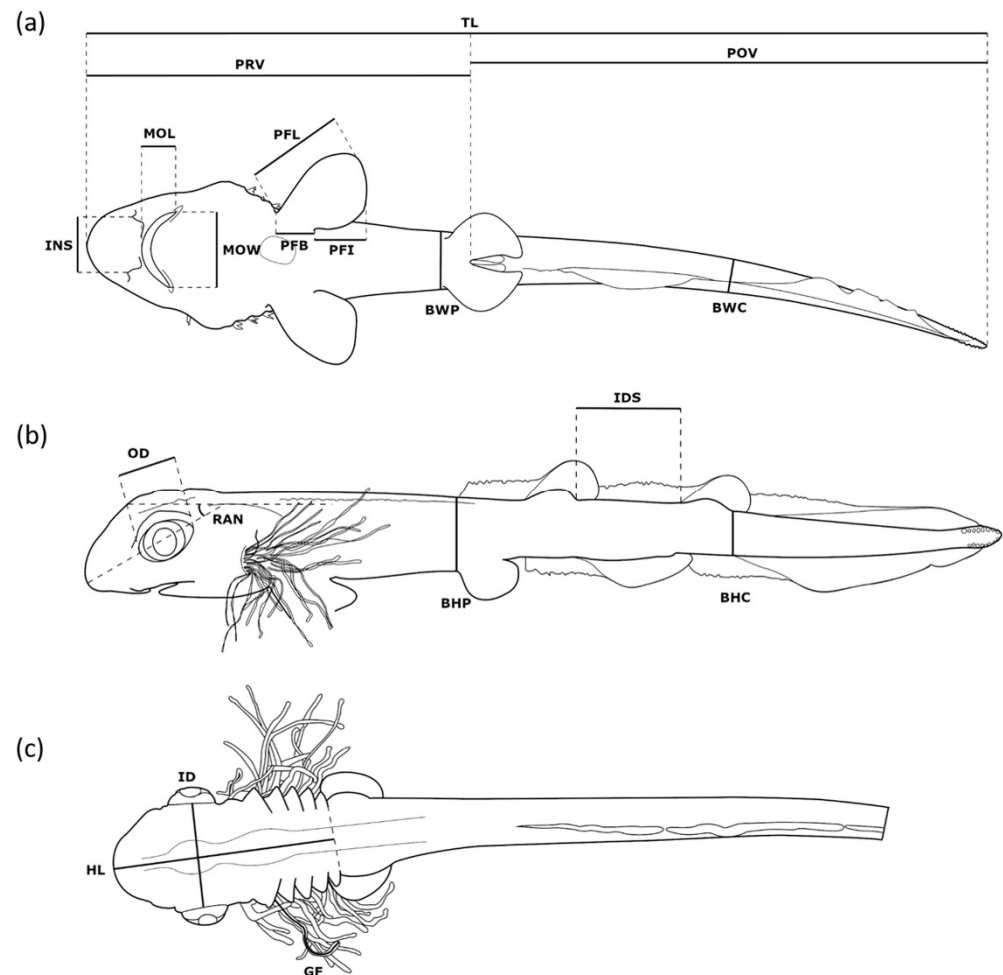 (a)
TL
PRV
POV
MOL
PFL
INS
MOW
PFB
PFI
BWP
BWC
(b)
IDS
OD
RAN
BHP
BHC
(c)
ID
HL
GF